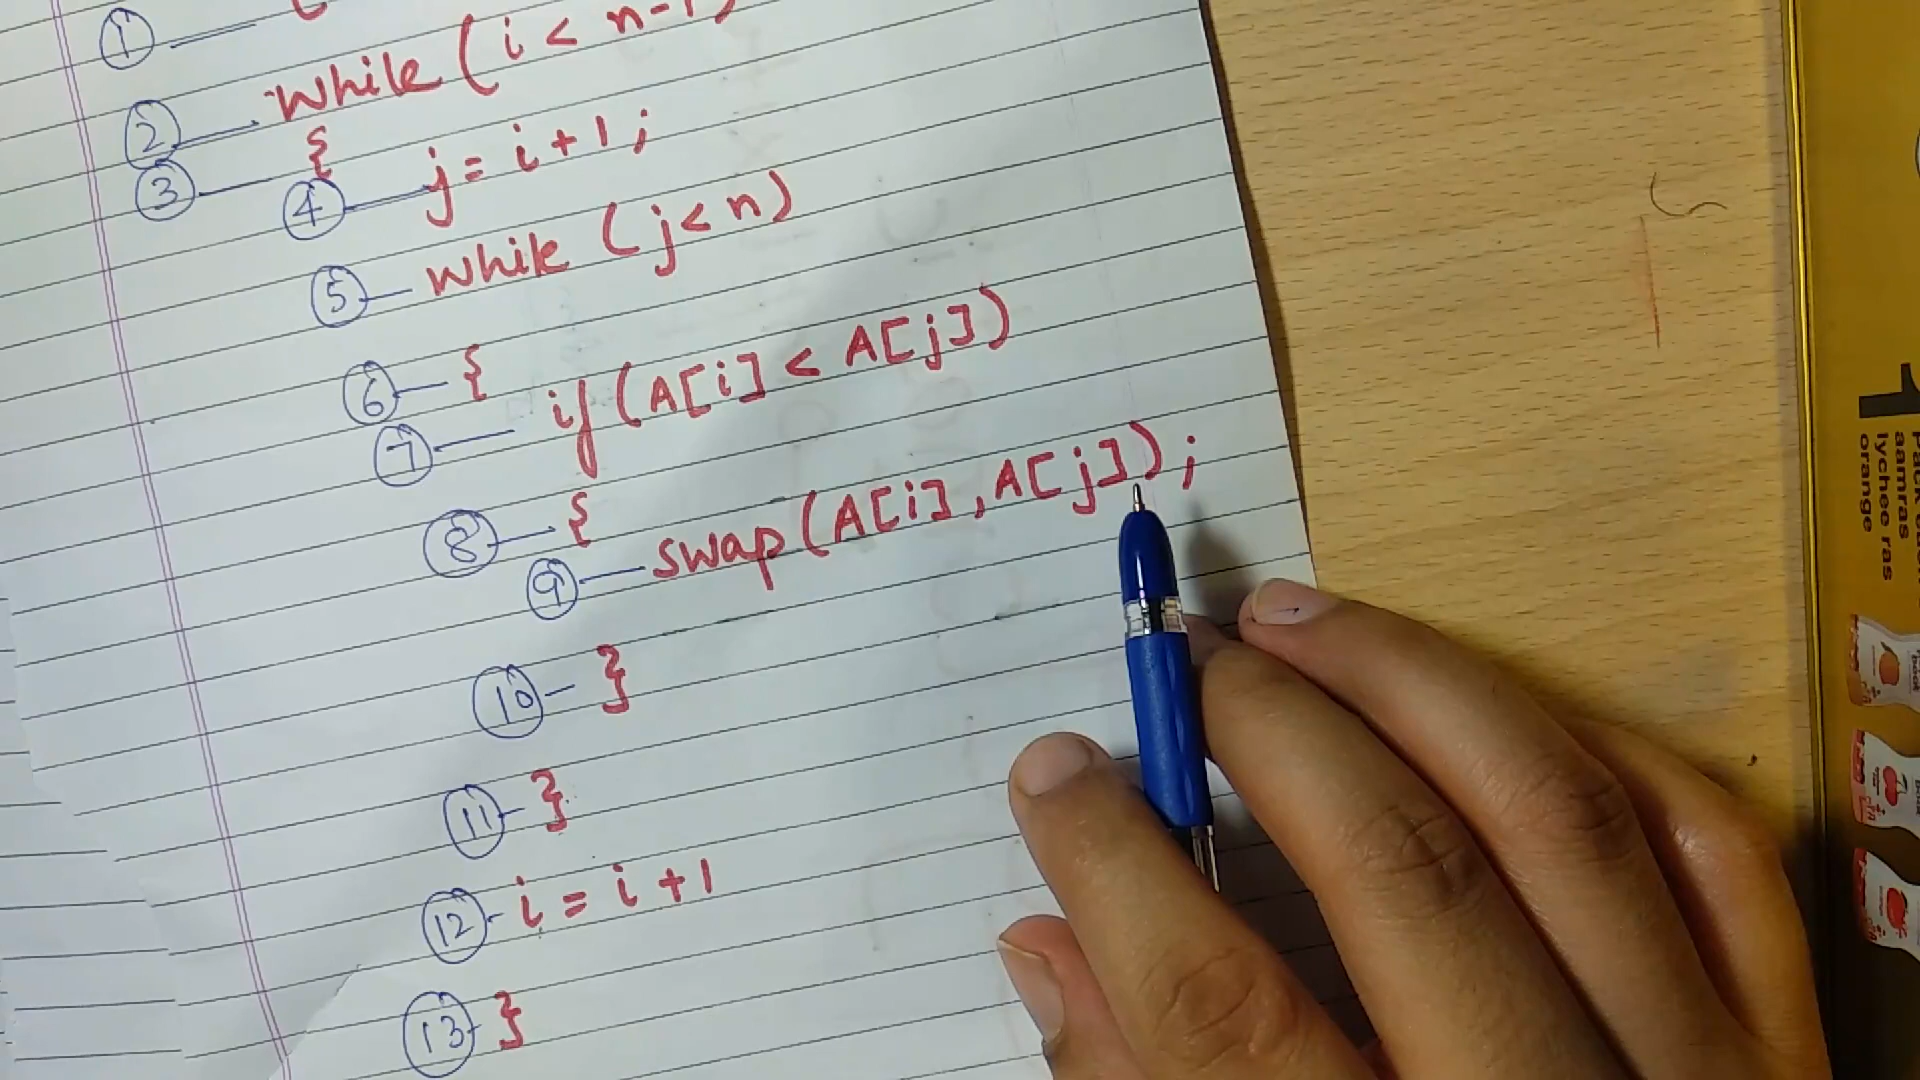 1
2 while (i < n-1)
3 {
4 j = i + 1 ;
5 while (j < n)
6 {
7 if (A[i] < A[j])
8 {
9 swap (A[i] , A[j]) ;
10 }
11 }
12 i = i + 1
13 }
aamras
lychee ras
orange